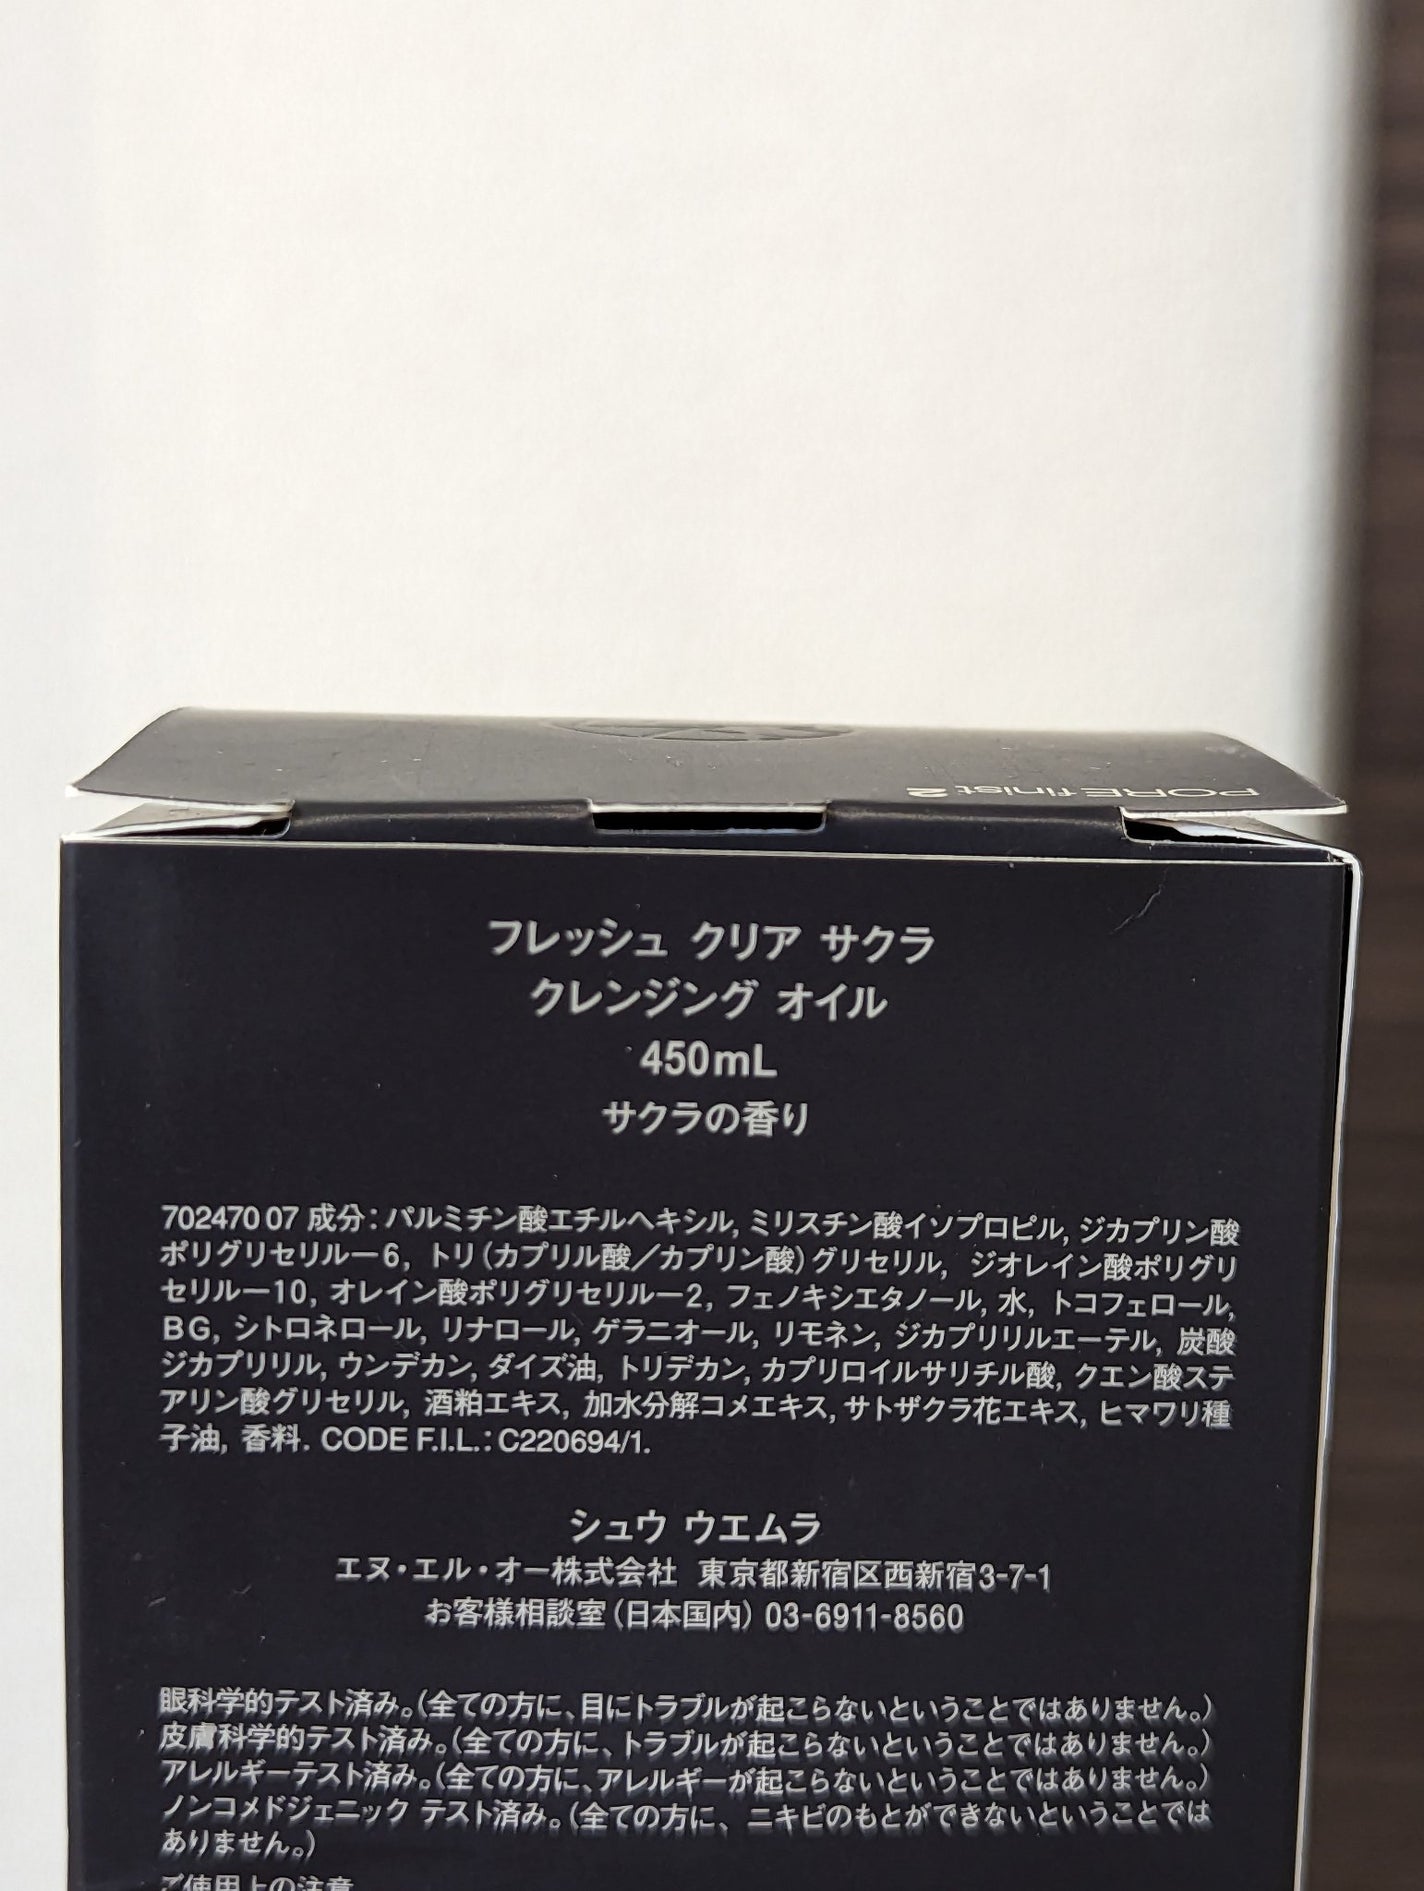 POREfinist2
フレッシュ クリア サクラ
クレンジング オイル
450mL
サクラの香り
702470 07 成分：パルミチン酸エチルヘキシル, ミリスチン酸イソプロピル, ジカプリン酸
ポリグリセリル－6, トリ（カプリル酸／カプリン酸）グリセリル, ジオレイン酸ポリグリ
セリル－10, オレイン酸ポリグリセリル－2, フェノキシエタノール, 水, トコフェロール,
BG, シトロネロール, リナロール, ゲラニオール, リモネン, ジカプリリルエーテル, 炭酸
ジカプリリル, ウンデカン, ダイズ油, トリデカン, カプリロイルサリチル酸, クエン酸ステ
アリン酸グリセリル, 酒粕エキス, 加水分解コメエキス, サトザクラ花エキス, ヒマワリ種
子油, 香料. CODE F.I.L.：C220694/1.
シュウ ウエムラ
エヌ・エル・オー株式会社 東京都新宿区西新宿3-7-1
お客様相談室（日本国内）03-6911-8560
眼科学的テスト済み。（全ての方に、目にトラブルが起こらないということではありません。）
皮膚科学的テスト済み。（全ての方に、トラブルが起こらないということではありません。）
アレルギーテスト済み。（全ての方に、アレルギーが起こらないということではありません。）
ノンコメドジェニック テスト済み。（全ての方に、ニキビのもとができないということでは
ありません。）
ご使用上の注意